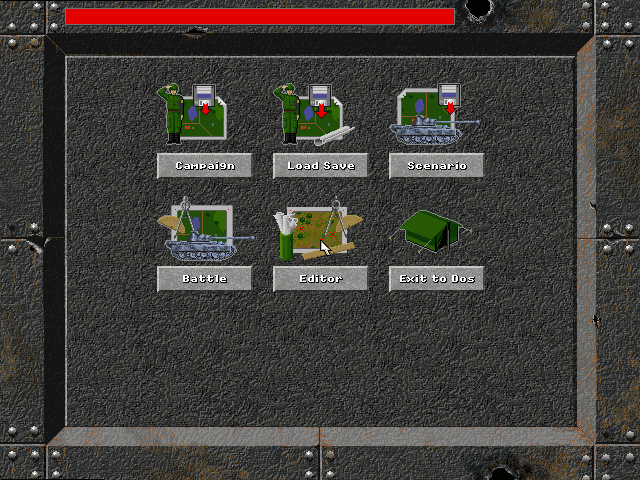 Campaign
Load Save
Scenario
Battle
Editor
Exit to Dos